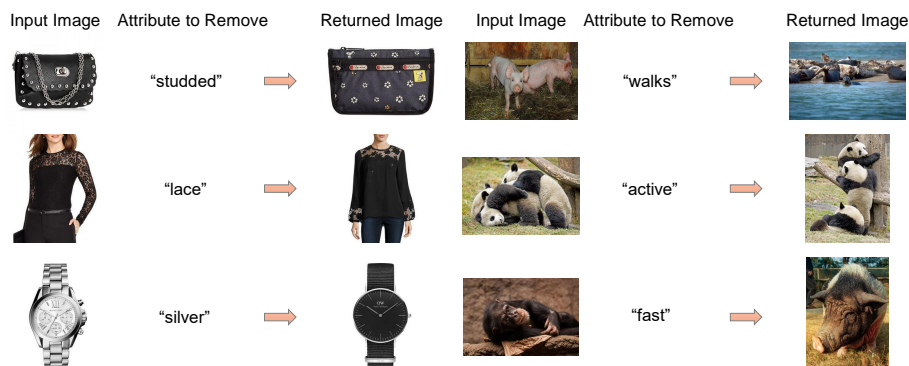 Input Image Attribute to Remove Returned Image Input Image Attribute to Remove Returned Image
“studded” “walks”
“lace” “active”
“silver” “fast”